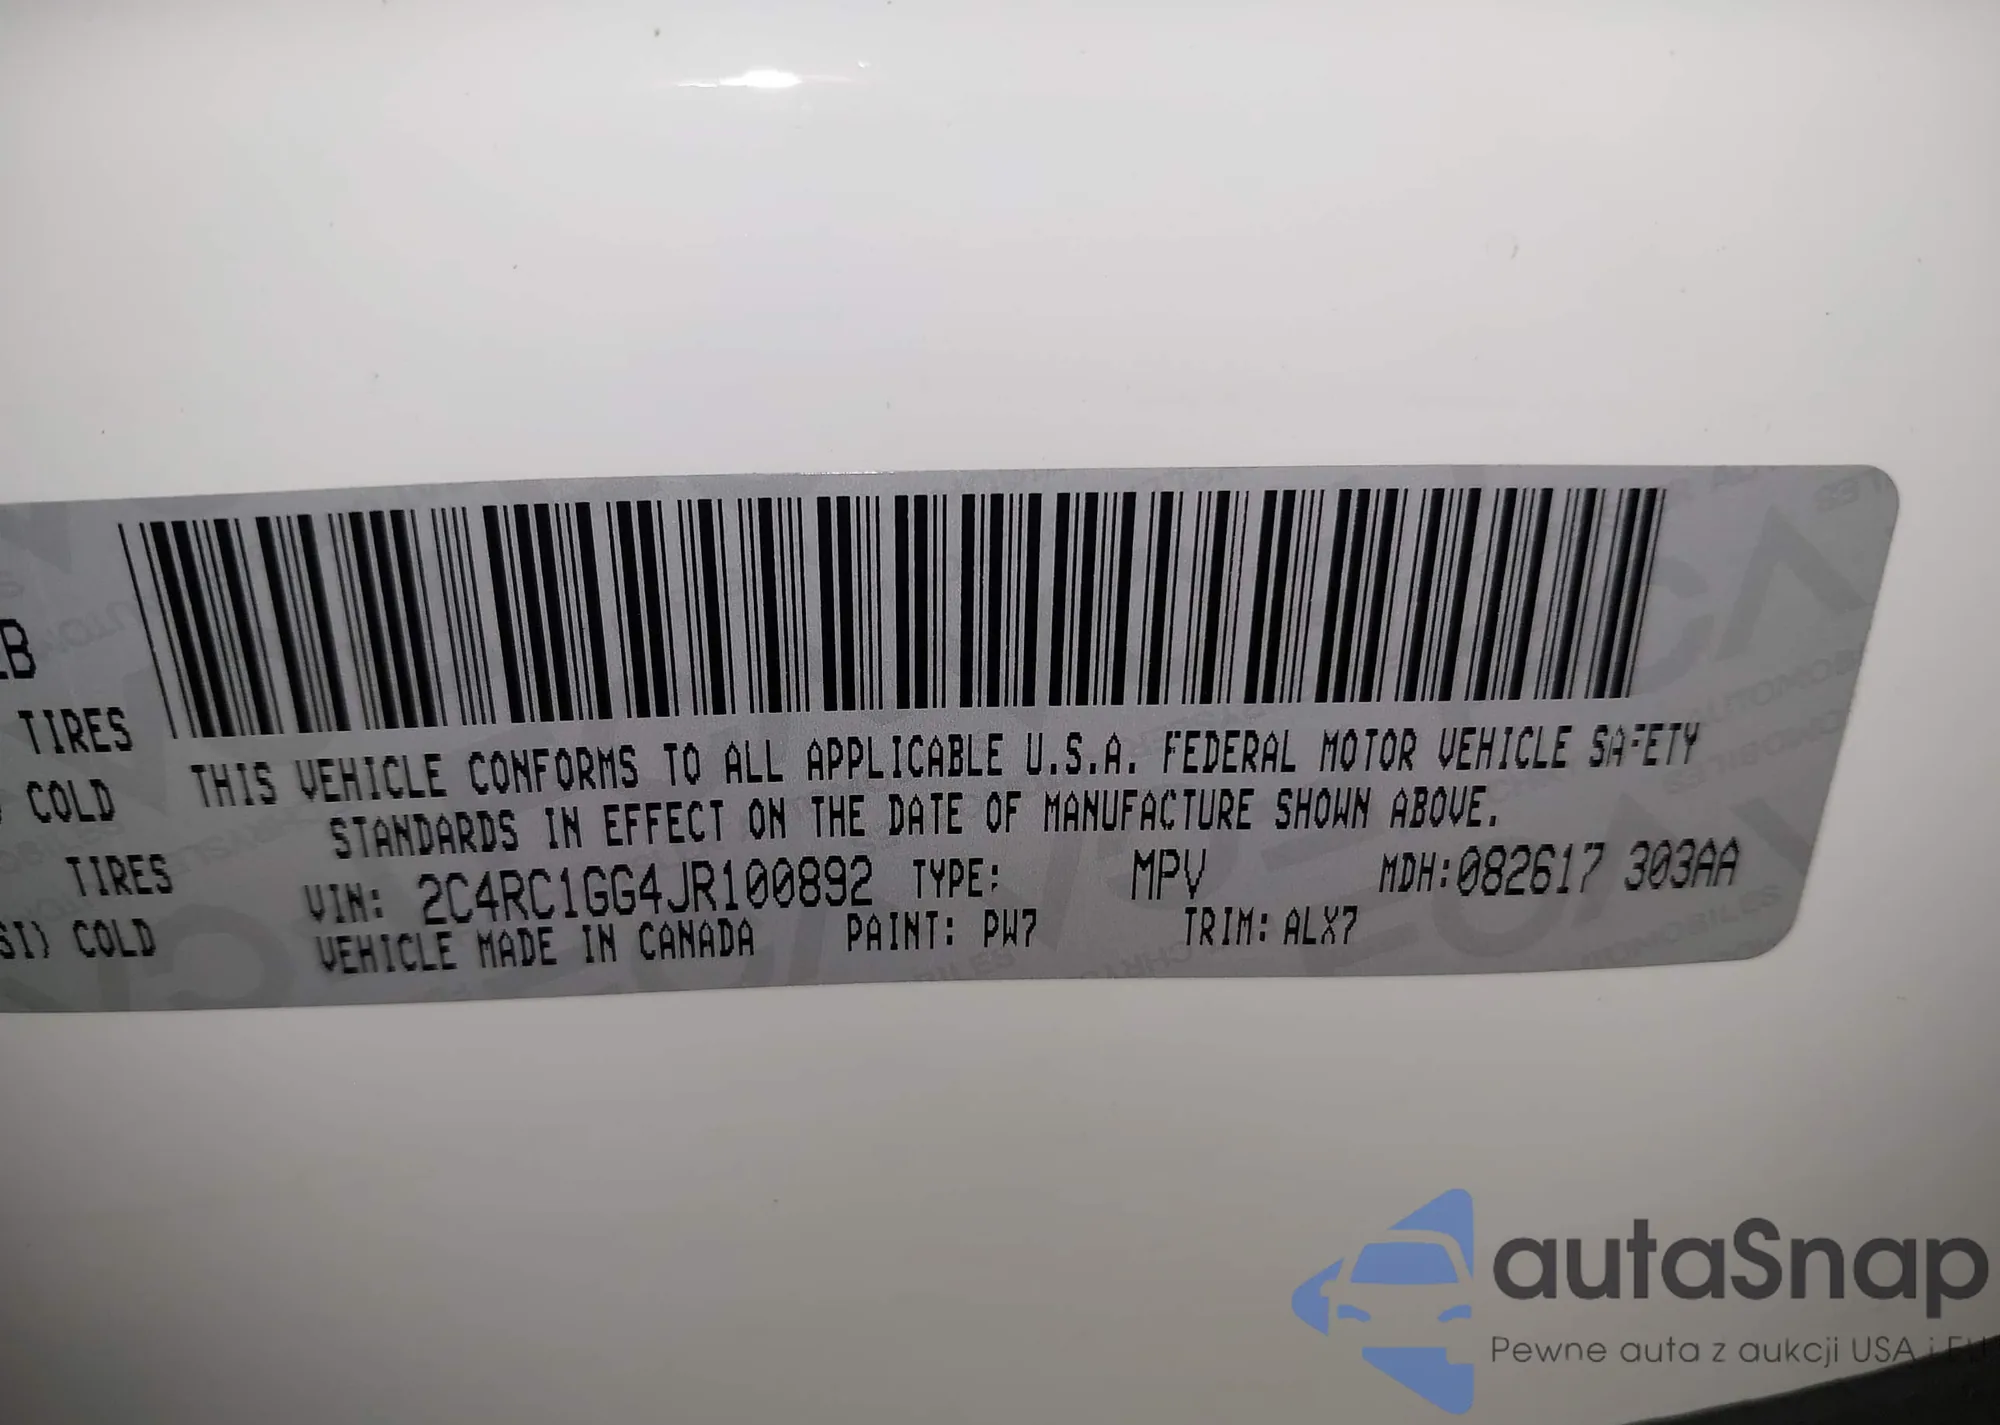 TIRES
COLD
TIRES
SI) COLD
THIS VEHICLE CONFORMS TO ALL APPLICABLE U.S.A. FEDERAL MOTOR VEHICLE SAFETY
STANDARDS IN EFFECT ON THE DATE OF MANUFACTURE SHOWN ABOVE.
VIN: 2C4RC1GG4JR100892 TYPE: MPV MDH:082617 303AA
VEHICLE MADE IN CANADA PAINT: PW7 TRIM: ALX7
autaSnap
Pewne auta z aukcji USA i EU